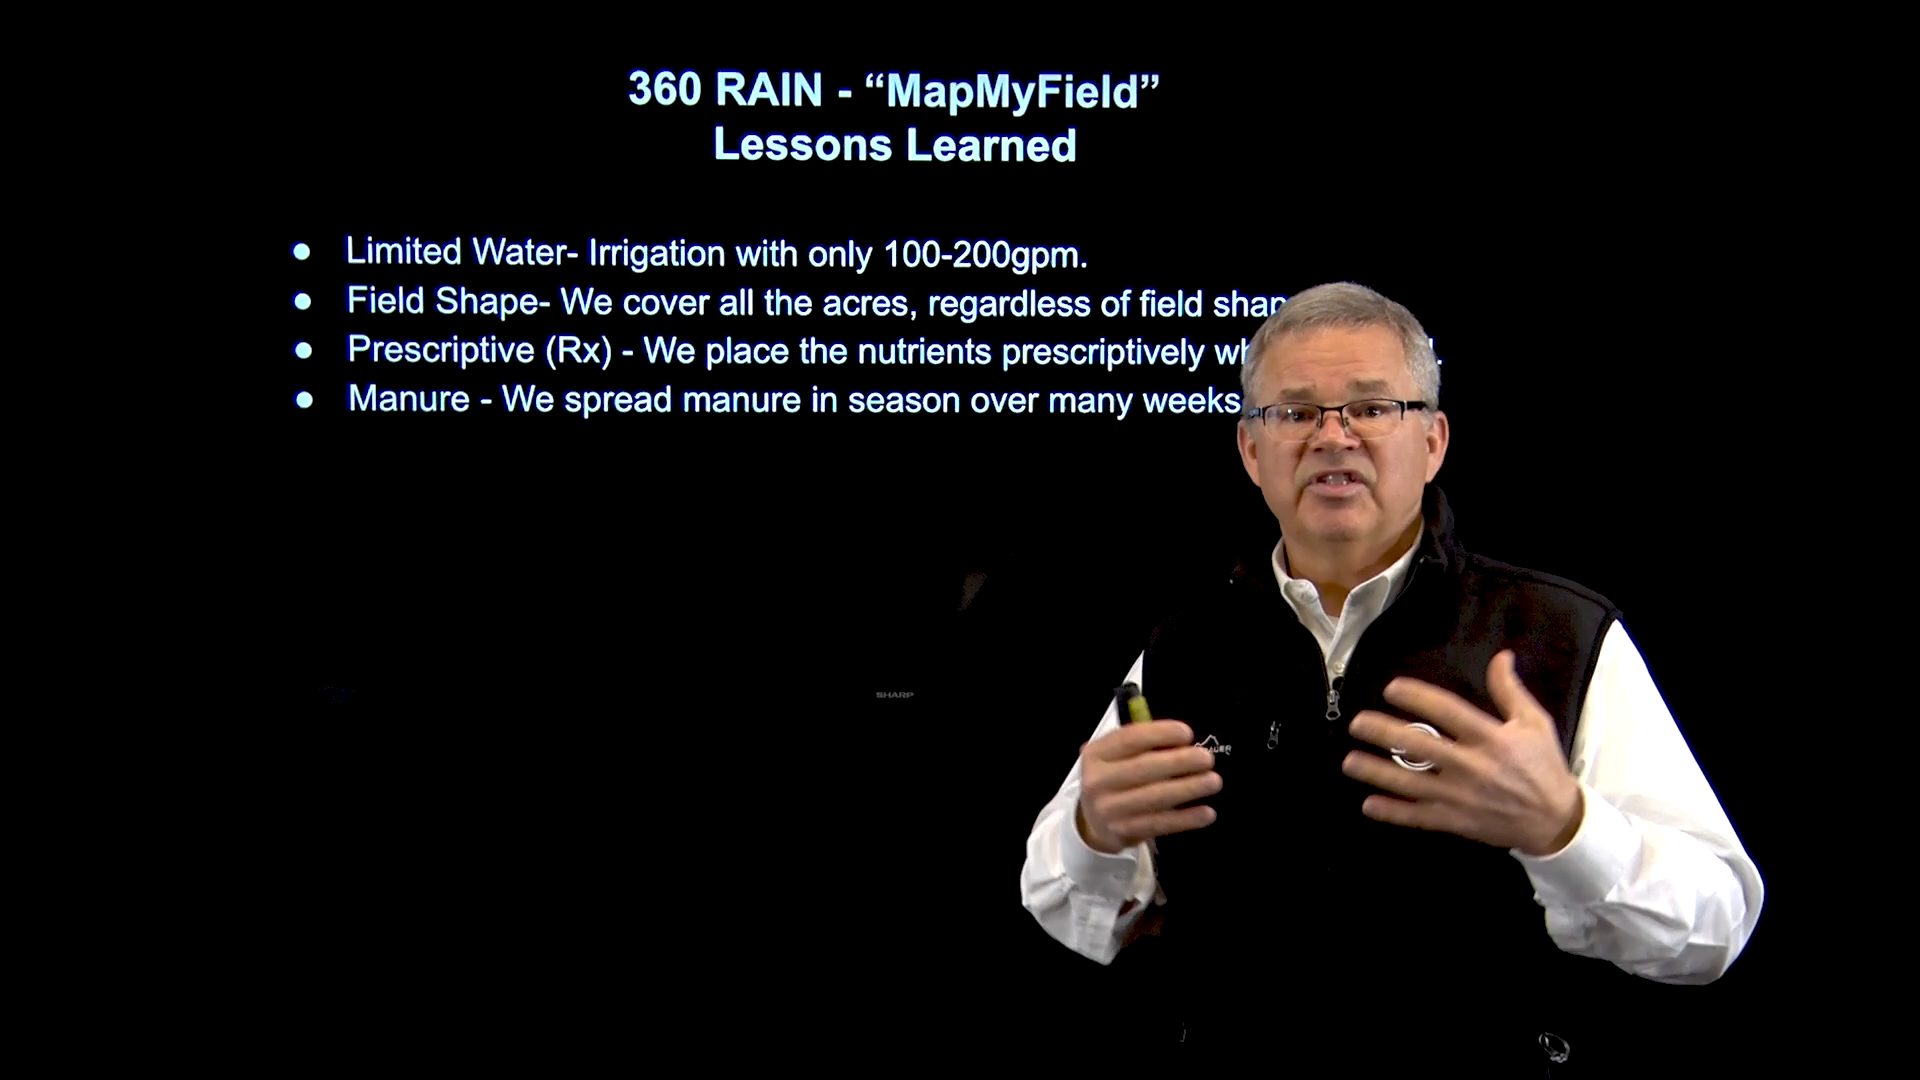 360 RAIN - “MapMyField”
Lessons Learned
● Limited Water- Irrigation with only 100-200gpm.
● Field Shape- We cover all the acres, regardless of field
● Prescriptive (Rx) - We place the nutrients prescriptively
● Manure - We spread manure in season over many weeks
SHARP